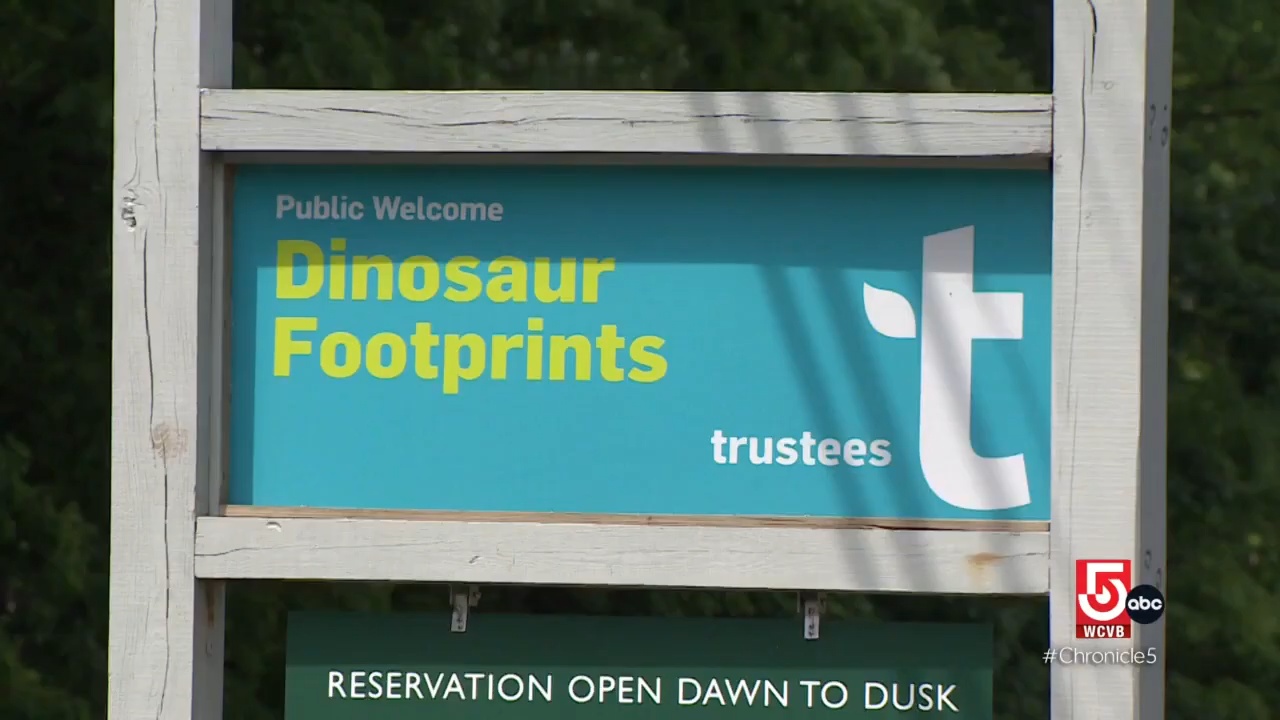 Public Welcome
Dinosaur
Footprints
trustees
t
RESERVATION OPEN DAWN TO DUSK
5
abc
WCVB
#Chronicle5